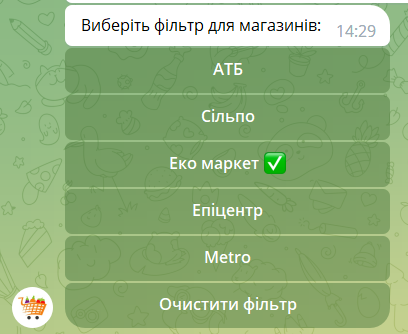 Виберіть фільтр для магазинів:
14:29
АТБ
Сільпо
Еко маркет ✅
Епіцентр
Metro
Очистити фільтр